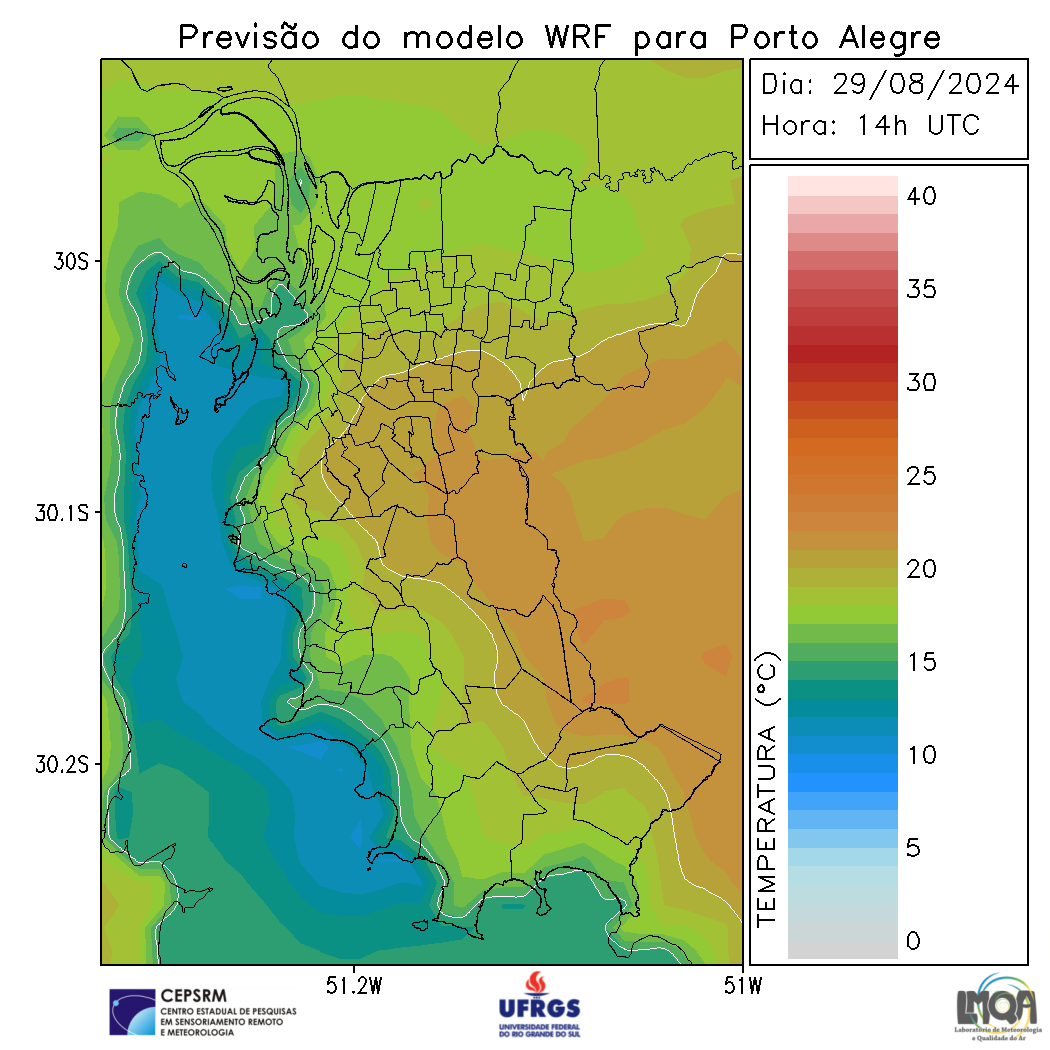 Previsão do modelo WRF para Porto Alegre
Dia: 29/08/2024
Hora: 14h UTC
30S
30.1S
30.2S
51.2W
51W
TEMPERATURA (°C)
40
35
30
25
20
15
10
5
0
CEPSRM
CENTRO ESTADUAL DE PESQUISAS
EM SENSORIAMENTO REMOTO
E METEOROLOGIA
UFRGS
UNIVERSIDADE FEDERAL
DO RIO GRANDE DO SUL
LMQA
Laboratório de Meteorologia
e Qualidade do Ar